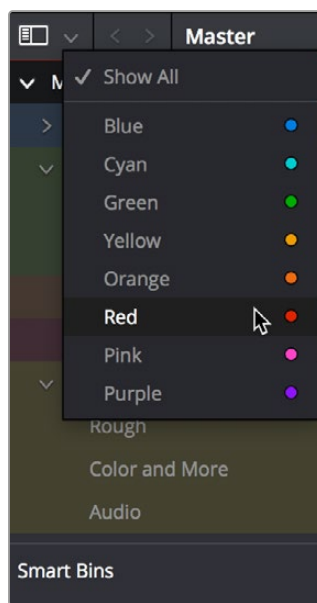 Master
M
Show All
Blue
Cyan
Green
Yellow
Orange
Red
Pink
Purple
Rough
Color and More
Audio
Smart Bins